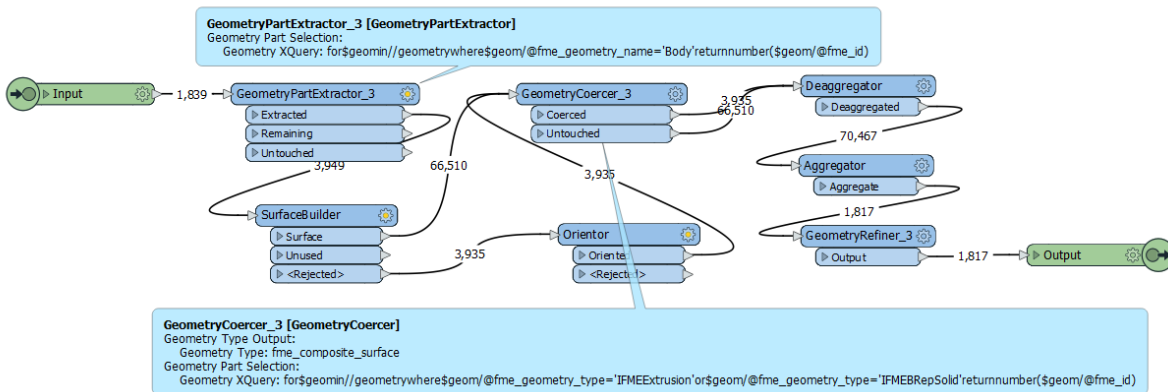 GeometryPartExtractor_3 [GeometryPartExtractor]
Geometry Part Selection:
Geometry XQuery: for$geomin//geometrywhere$geom/@fme_geometry_name='Body'returnnumber($geom/@fme_id)
Input
1,839
GeometryPartExtractor_3
Extracted
Remaining
Untouched
3,949
66,510
GeometryCoercer_3
Coerced
Untouched
3,935
66,510
Deaggregator
Deaggregated
70,467
3,935
Aggregator
Aggregate
1,817
SurfaceBuilder
Surface
Unused
<Rejected>
3,935
Orientor
Oriented
<Rejected>
GeometryRefiner_3
Output
1,817
Output
GeometryCoercer_3 [GeometryCoercer]
Geometry Type Output:
Geometry Type: fme_composite_surface
Geometry Part Selection:
Geometry XQuery: for$geomin//geometrywhere$geom/@fme_geometry_type='IFMEExtrusion'or$geom/@fme_geometry_type='IFMEBRepSolid'returnnumber($geom/@fme_id)